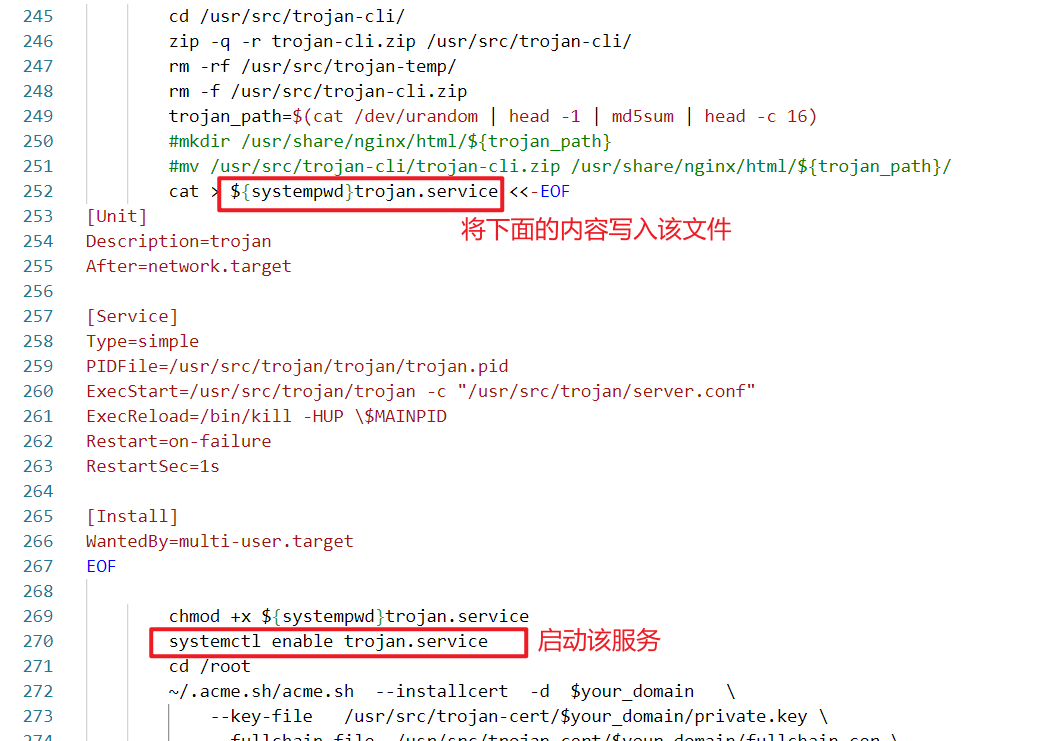 245 cd /usr/src/trojan-cli/
246 zip -q -r trojan-cli.zip /usr/src/trojan-cli/
247 rm -rf /usr/src/trojan-temp/
248 rm -f /usr/src/trojan-cli.zip
249 trojan_path=$(cat /dev/urandom | head -1 | md5sum | head -c 16)
250 #mkdir /usr/share/nginx/html/${trojan_path}
251 #mv /usr/src/trojan-cli/trojan-cli.zip /usr/share/nginx/html/${trojan_path}/
252 cat > ${systempwd}trojan.service <<-EOF
253 [Unit]
将下面的内容写入该文件
254 Description=trojan
255 After=network.target
256
257 [Service]
258 Type=simple
259 PIDFile=/usr/src/trojan/trojan/trojan.pid
260 ExecStart=/usr/src/trojan/trojan -c "/usr/src/trojan/server.conf"
261 ExecReload=/bin/kill -HUP \$MAINPID
262 Restart=on-failure
263 RestartSec=1s
264
265 [Install]
266 WantedBy=multi-user.target
267 EOF
268
269 chmod +x ${systempwd}trojan.service
270 systemctl enable trojan.service 启动该服务
271 cd /root
272 ~/.acme.sh/acme.sh --installcert -d $your_domain \
273 --key-file /usr/src/trojan-cert/$your_domain/private.key \